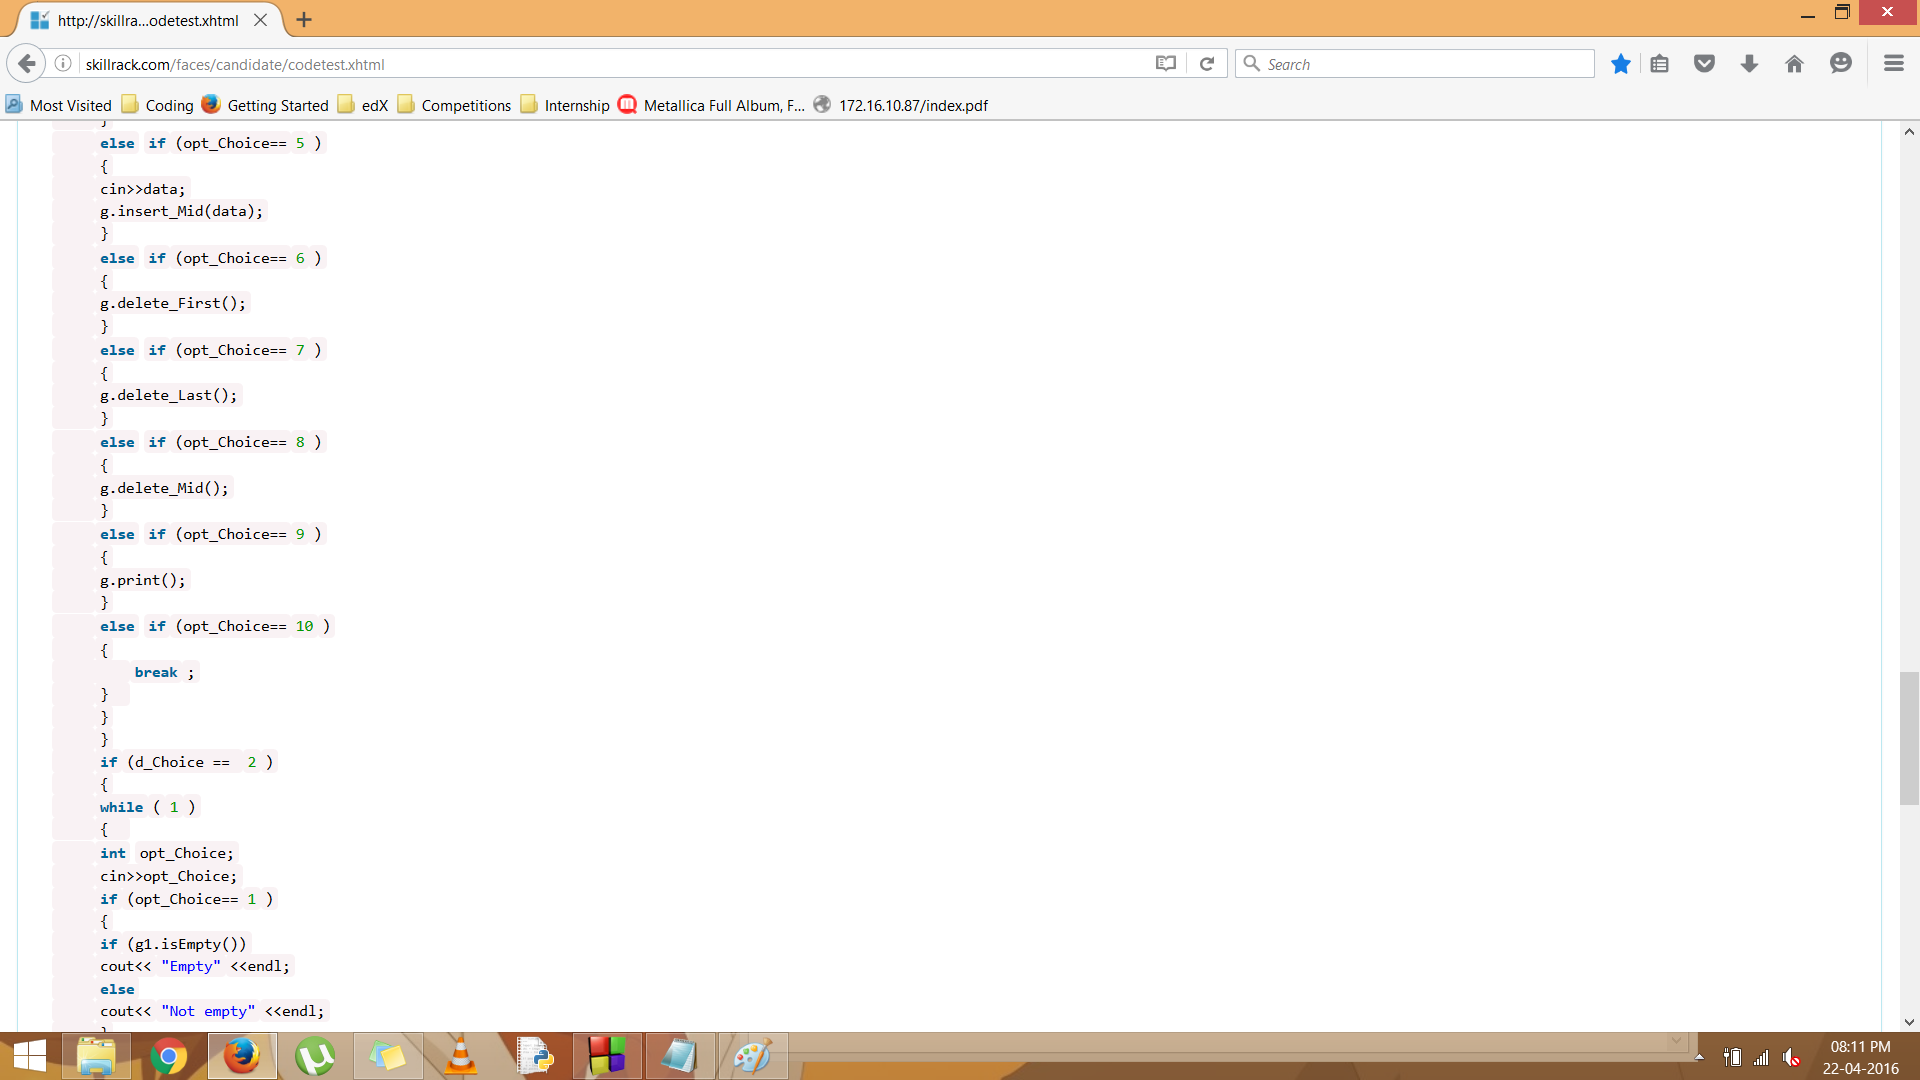 http://skillra...odetest.xhtml
skillrack.com/faces/candidate/codetest.xhtml
Search
Most Visited Coding Getting Started edX Competitions Internship Metallica Full Album, F... 172.16.10.87/index.pdf
}
else if (opt_Choice== 5 )
{
cin>>data;
g.insert_Mid(data);
}
else if (opt_Choice== 6 )
{
g.delete_First();
}
else if (opt_Choice== 7 )
{
g.delete_Last();
}
else if (opt_Choice== 8 )
{
g.delete_Mid();
}
else if (opt_Choice== 9 )
{
g.print();
}
else if (opt_Choice== 10 )
{
break ;
}
}
}
if (d_Choice == 2 )
{
while ( 1 )
{
int opt_Choice;
cin>>opt_Choice;
if (opt_Choice== 1 )
{
if (g1.isEmpty())
cout<< "Empty" <<endl;
else
cout<< "Not empty" <<endl;
}
08:11 PM
22-04-2016